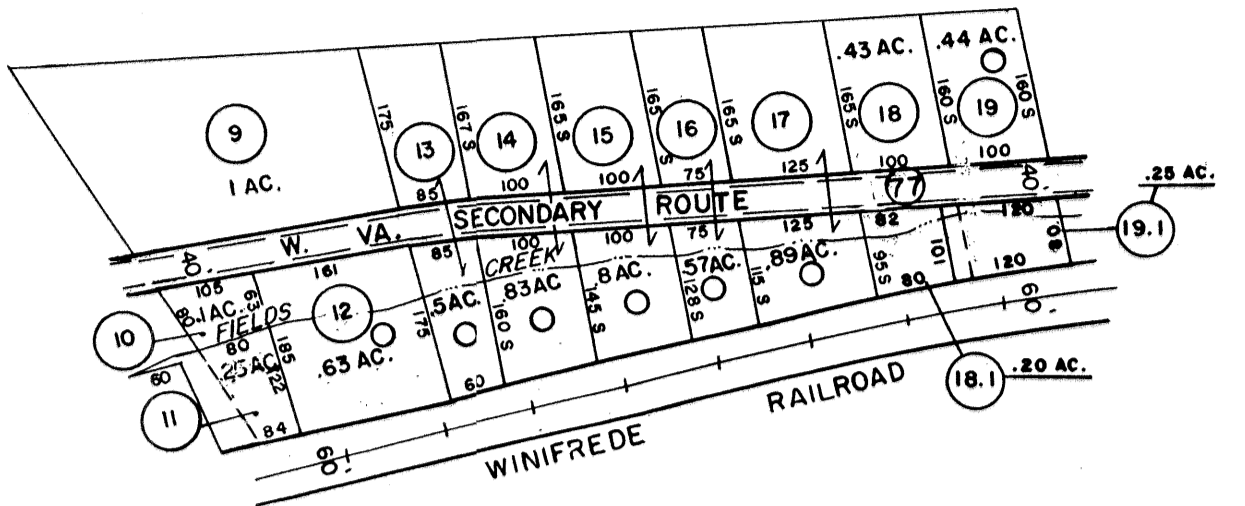 .43 AC.
.44 AC.
9
1 AC.
175
13
85
167 S
14
100
165 S
15
100
165 S
16
75
165 S
17
125
165 S
18
100
160 S
19
160 S
100
40'
W. VA. SECONDARY ROUTE
77
40'
.25 AC.
19.1
105
161
85
100
100
75
125
82
120
80
.1 AC.
63
FIELDS
CREEK
10
80
12
.5 AC.
.83 AC.
.8 AC.
.57 AC.
.89 AC.
95 S
101
120
80
.25 AC.
185
122
.63 AC.
175
160 S
145 S
128 S
115 S
80
60'
60
11
84
60
18.1
.20 AC.
60'
WINIFREDE RAILROAD